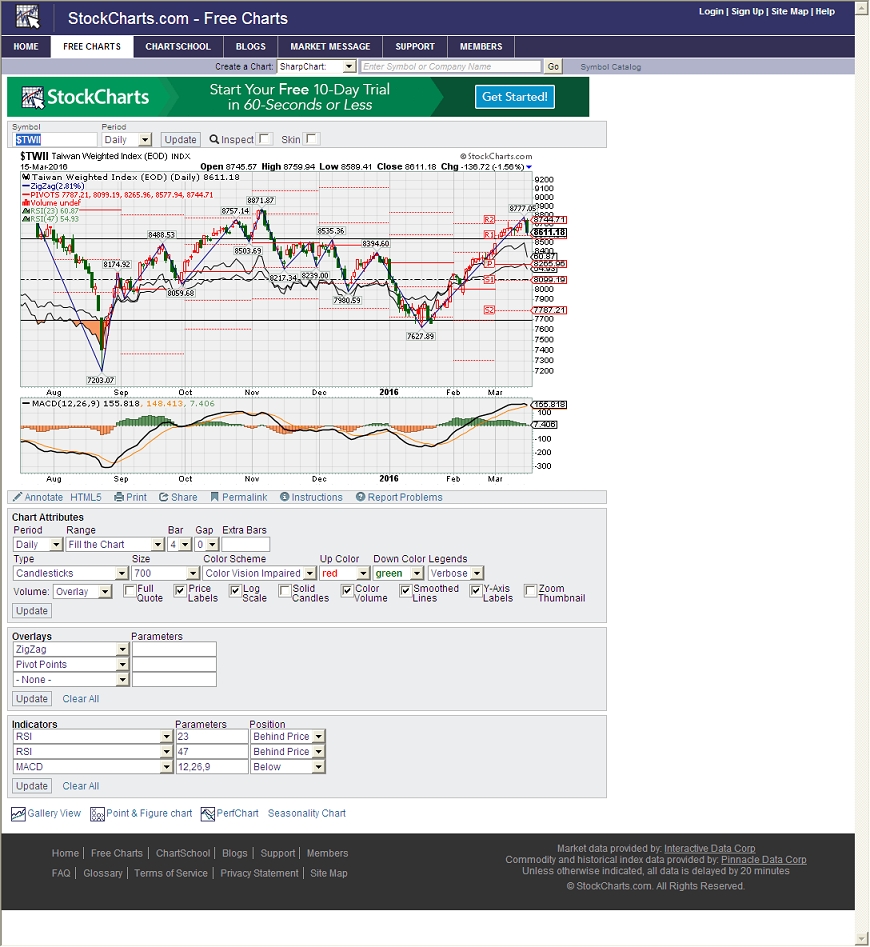 StockCharts.com - Free Charts
Login | Sign Up | Site Map | Help
HOME FREE CHARTS CHARTSCHOOL BLOGS MARKET MESSAGE SUPPORT MEMBERS
Create a Chart: SharpChart: Enter Symbol or Company Name Go Symbol Catalog
StockCharts Start Your Free 10-Day Trial
in 60-Seconds or Less
Get Started!
Symbol Period
$TWII Daily Update Inspect Skin
$TWII Taiwan Weighted Index (EOD) INDX © StockCharts.com
15-Mar-2016 Open 8745.57 High 8759.94 Low 8589.41 Close 8611.18 Chg -136.72 (-1.56%)
Taiwan Weighted Index (EOD) (Daily) 8611.18
ZigZag(2.81%)
PIVOTS 7787.21, 8099.19, 8265.96, 8577.94, 8744.71
Volume undef
RSI(23) 60.87
RSI(47) 54.93
9200
9100
9000
8900
8871.87
8777.05
8757.14
R2 8744.71
8611.18
R1
8488.53
8535.36
8500
8503.69
8394.60
8400
60.87
8265.96
8174.92
8217.34
8239.00
S1 8099.19
8059.68
8000
7980.59
7900
S2 7787.21
7700
7627.89
7600
7500
7400
7300
7203.07
7200
Aug Sep Oct Nov Dec 2016 Feb Mar
MACD(12,26,9) 155.818, 148.413, 7.406
155.818
100
7.406
-100
-200
-300
Aug Sep Oct Nov Dec 2016 Feb Mar
Annotate HTML5 Print Share Permalink Instructions Report Problems
Chart Attributes
Period Range Bar Gap Extra Bars
Daily Fill the Chart 4 0
Type Size Color Scheme Up Color Down Color Legends
Candlesticks 700 Color Vision Impaired red green Verbose
Volume: Overlay Full Quote Price Labels Log Scale Solid Candles Color Volume Smoothed Lines Y-Axis Labels Zoom Thumbnail
Update
Overlays Parameters
ZigZag
Pivot Points
- None -
Update Clear All
Indicators Parameters Position
RSI 23 Behind Price
RSI 47 Behind Price
MACD 12,26,9 Below
Update Clear All
Gallery View Point & Figure chart PerfChart Seasonality Chart
Home | Free Charts | ChartSchool | Blogs | Support | Members
FAQ | Glossary | Terms of Service | Privacy Statement | Site Map
Market data provided by: Interactive Data Corp
Commodity and historical index data provided by: Pinnacle Data Corp
Unless otherwise indicated, all data is delayed by 20 minutes
© StockCharts.com. All Rights Reserved.